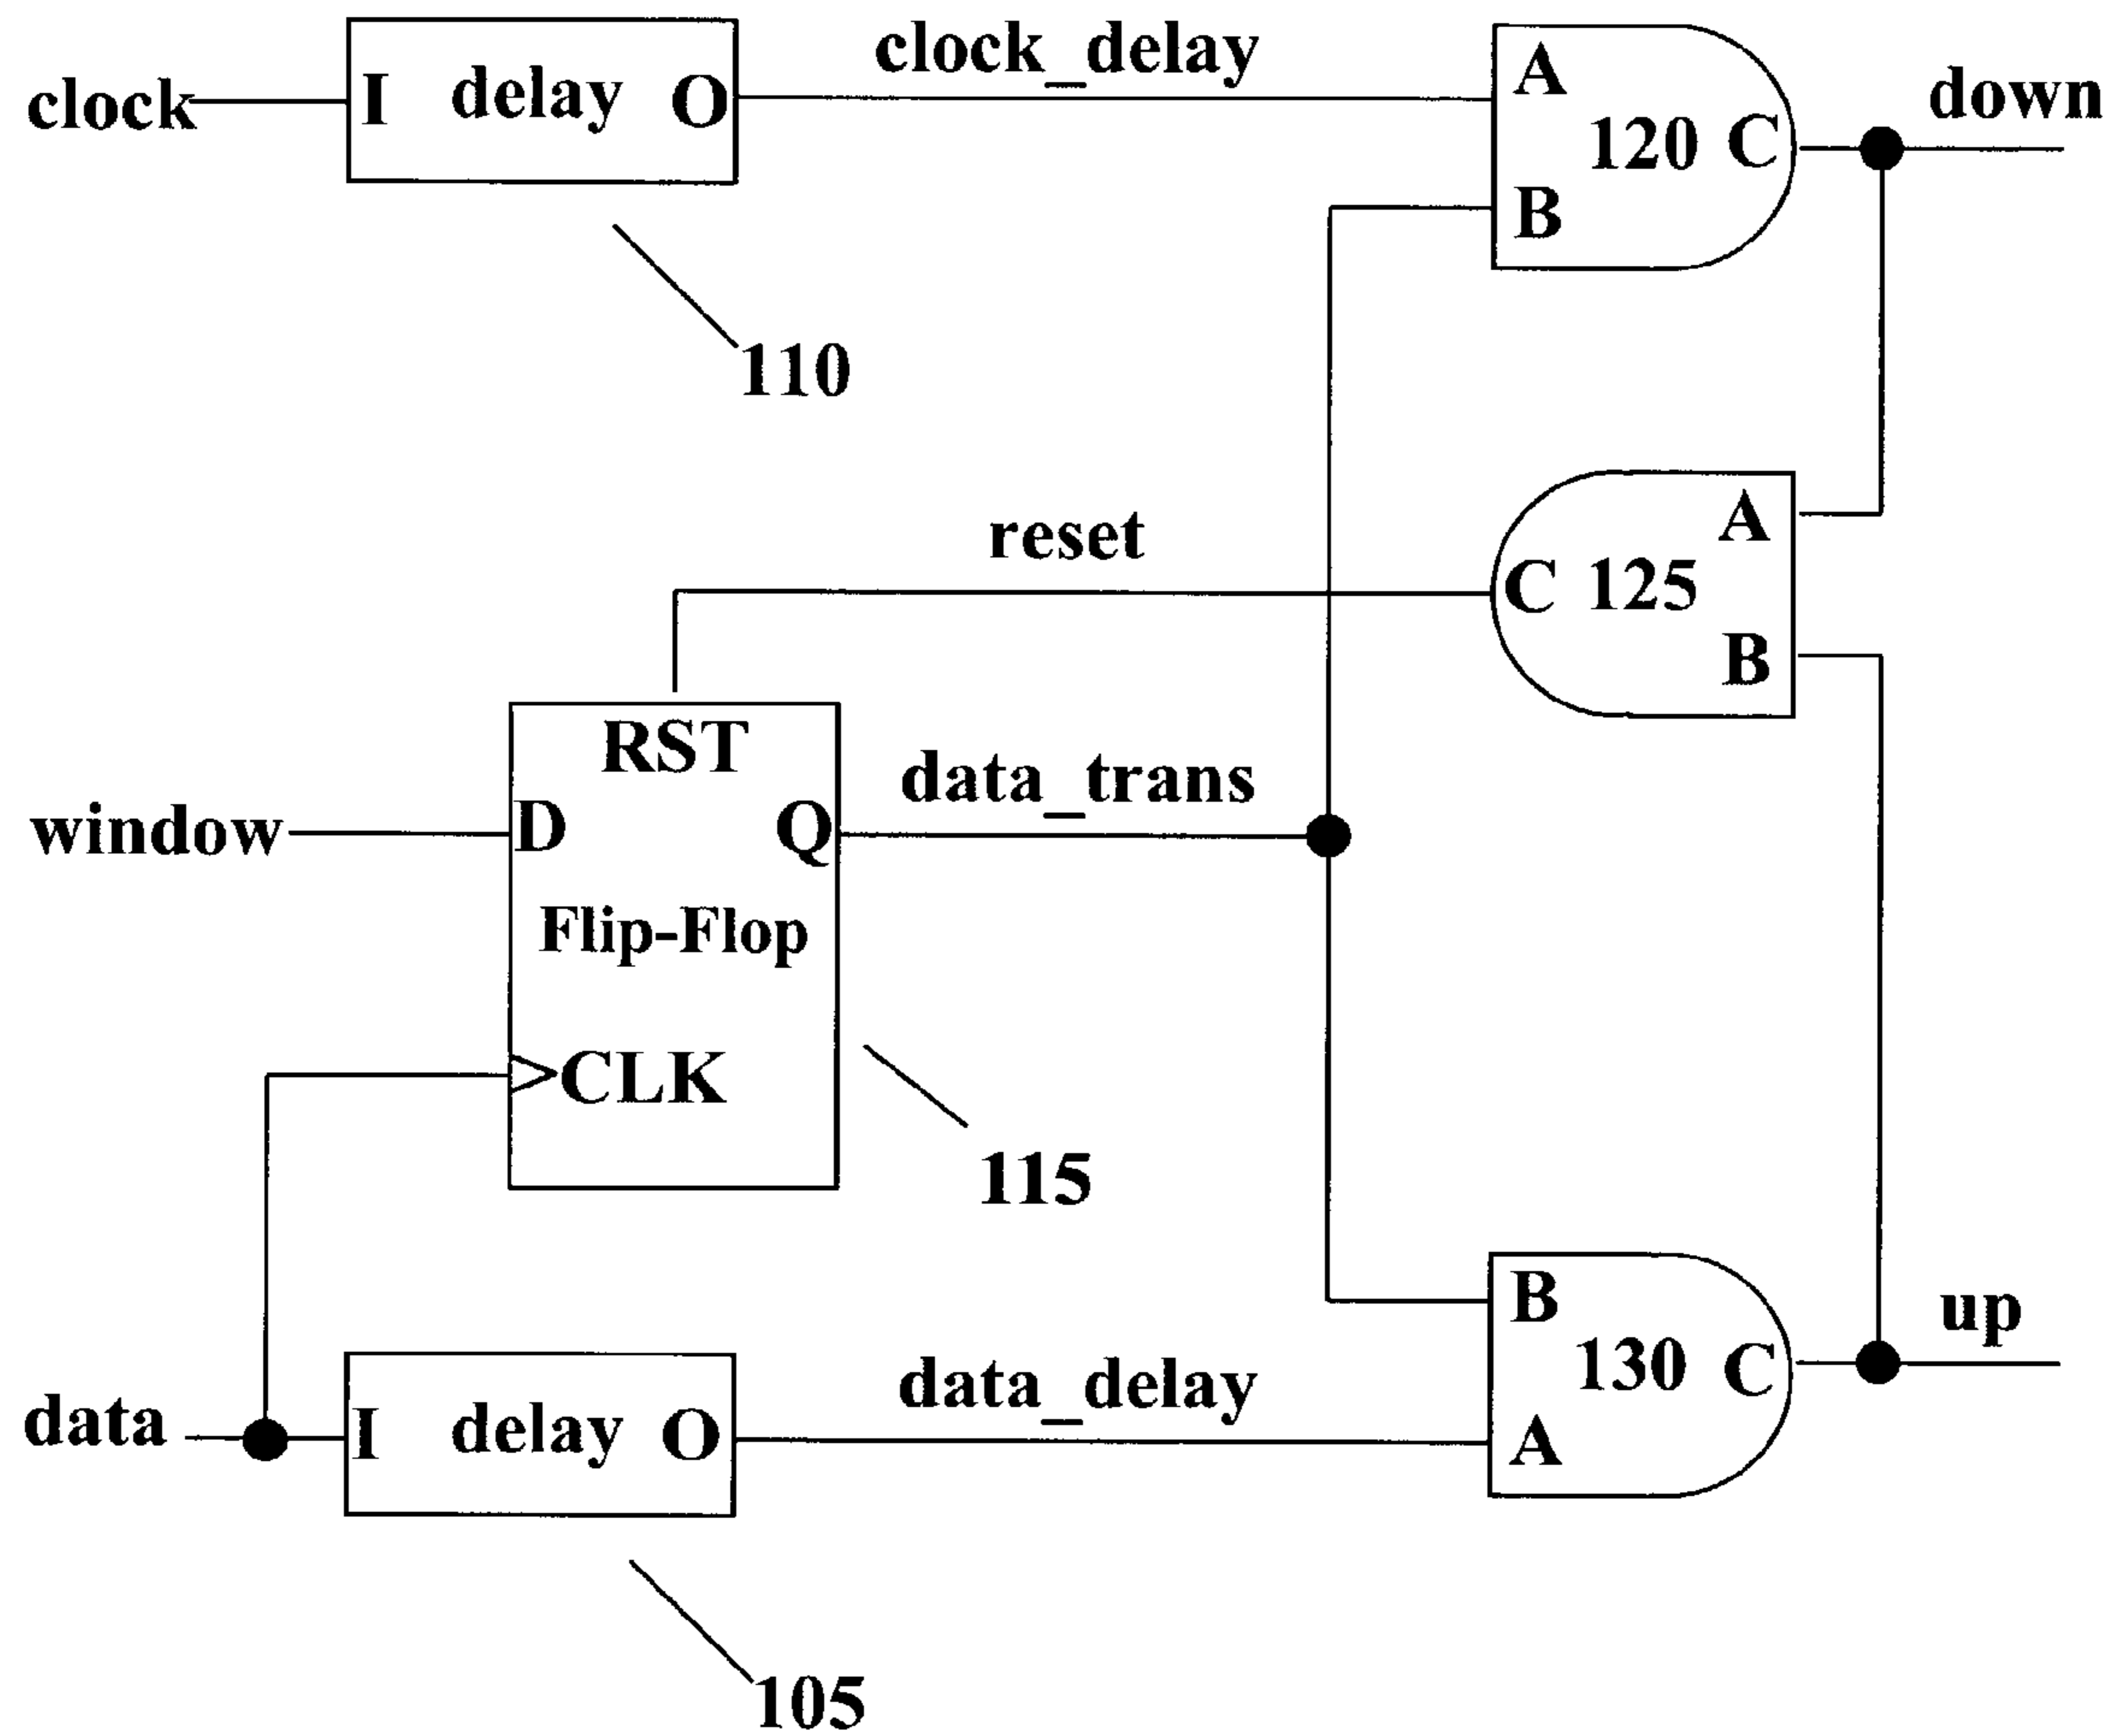 clock
I delay O
clock_delay
A
120 C
B
down
110
reset
A
C 125
B
RST
window
D Q
data_trans
Flip-Flop
>CLK
115
data
I delay O
data_delay
B
130 C
A
up
105